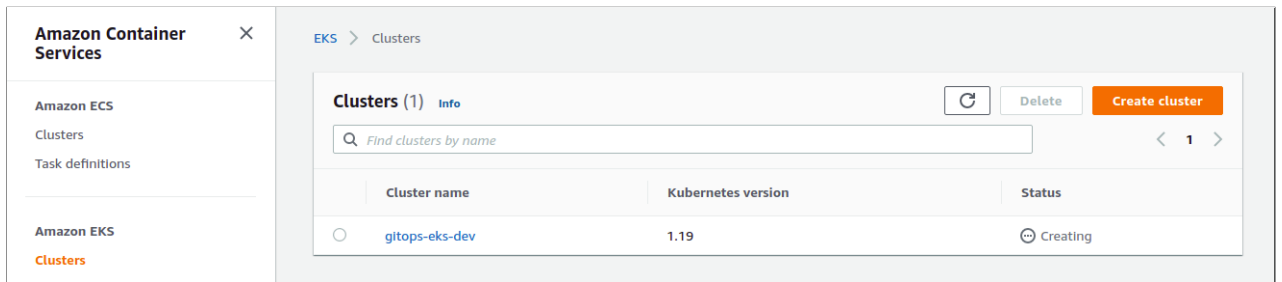 Amazon Container
Services
Amazon ECS
Clusters
Task definitions
Amazon EKS
Clusters
EKS > Clusters
Clusters (1) Info
Delete
Create cluster
Find clusters by name
1
Cluster name Kubernetes version Status
gitops-eks-dev 1.19 Creating